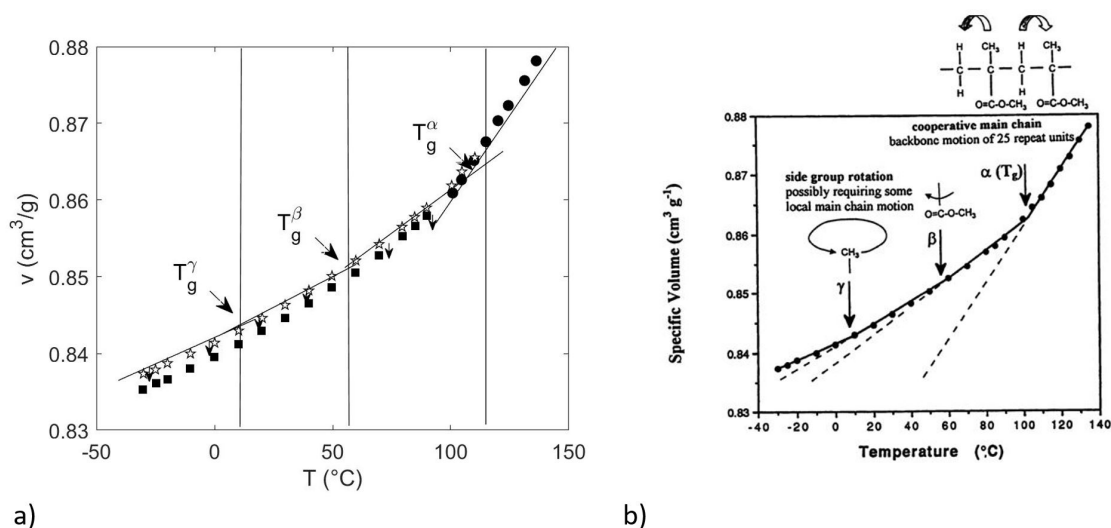 0.88
0.87
0.86
0.85
0.84
0.83
v (cm³/g)
-50
0
50
100
150
T (°C)
Tgγ
Tgβ
Tgα
a)
H CH₃ H CH₃
C C C C
H H
O=C-O-CH₃ O=C-O-CH₃
cooperative main chain
backbone motion of 25 repeat units
α (Tg)
side group rotation
possibly requiring some
local main chain motion
O=C-O-CH₃
β
CH₃
γ
0.88
0.87
0.86
0.85
0.84
0.83
Specific Volume (cm³ g⁻¹)
-40 -20 0 20 40 60 80 100 120 140
Temperature (°C)
b)